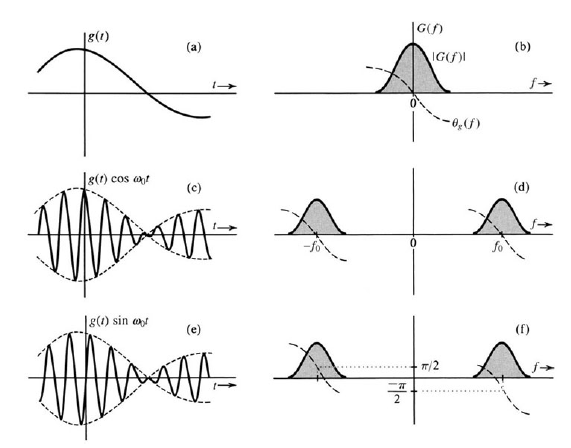 g(t)
(a)
t→
G(f)
(b)
|G(f)|
f→
0
θg(f)
g(t) cos ω0t
(c)
t→
(d)
f→
−f0
0
f0
g(t) sin ω0t
(e)
t→
(f)
f→
π/2
−π
2